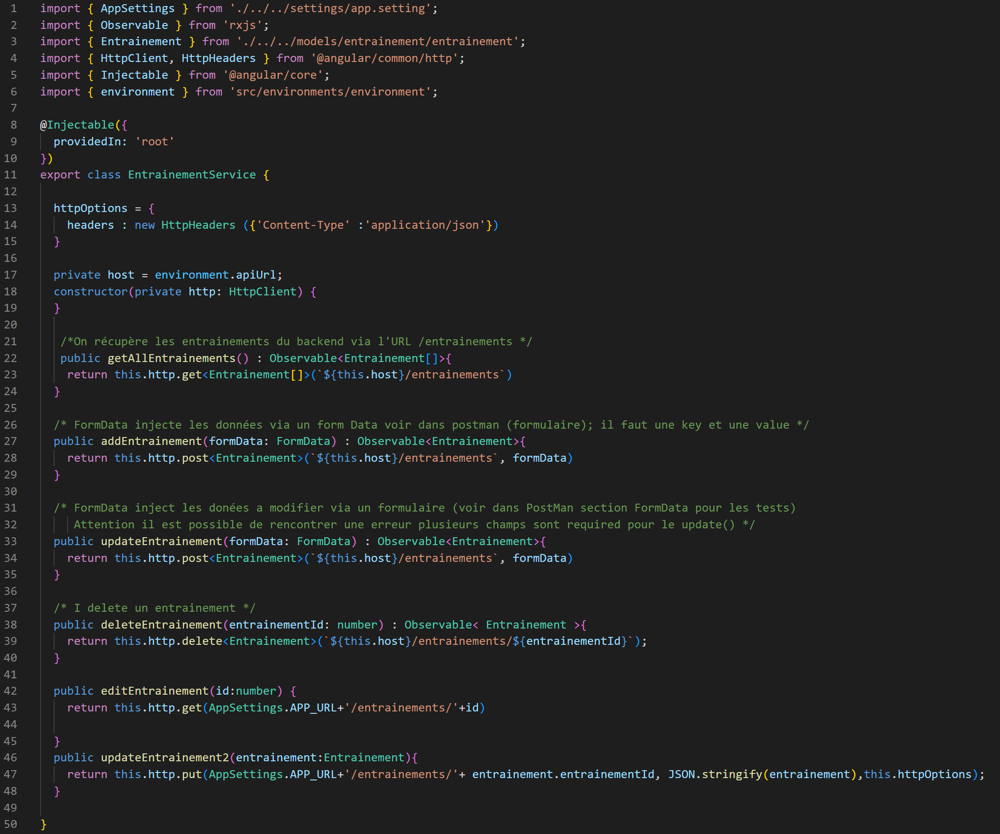 1 import { AppSettings } from './../../settings/app.setting';
2 import { Observable } from 'rxjs';
3 import { Entrainement } from './../../models/entrainement/entrainement';
4 import { HttpClient, HttpHeaders } from '@angular/common/http';
5 import { Injectable } from '@angular/core';
6 import { environment } from 'src/environments/environment';
7
8 @Injectable({
9   providedIn: 'root'
10 })
11 export class EntrainementService {
12
13   httpOptions = {
14     headers : new HttpHeaders ({'Content-Type' :'application/json'})
15   }
16
17   private host = environment.apiUrl;
18   constructor(private http: HttpClient) {
19   }
20
21    /*On récupère les entrainements du backend via l'URL /entrainements */
22    public getAllEntrainements() : Observable<Entrainement[]>{
23     return this.http.get<Entrainement[]>(`${this.host}/entrainements`)
24   }
25
26   /* FormData injecte les données via un form Data voir dans postman (formulaire); il faut une key et une value */
27   public addEntrainement(formData: FormData) : Observable<Entrainement>{
28     return this.http.post<Entrainement>(`${this.host}/entrainements`, formData)
29   }
30
31   /* FormData inject les donées a modifier via un formulaire (voir dans PostMan section FormData pour les tests)
32      Attention il est possible de rencontrer une erreur plusieurs champs sont required pour le update() */
33   public updateEntrainement(formData: FormData) : Observable<Entrainement>{
34     return this.http.post<Entrainement>(`${this.host}/entrainements`, formData)
35   }
36
37   /* I delete un entrainement */
38   public deleteEntrainement(entrainementId: number) : Observable< Entrainement >{
39     return this.http.delete<Entrainement>(`${this.host}/entrainements/${entrainementId}`);
40   }
41
42   public editEntrainement(id:number) {
43     return this.http.get(AppSettings.APP_URL+'/entrainements/'+id)
44
45   }
46   public updateEntrainement2(entrainement:Entrainement){
47     return this.http.put(AppSettings.APP_URL+'/entrainements/'+ entrainement.entrainementId, JSON.stringify(entrainement),this.httpOptions);
48   }
49
50 }